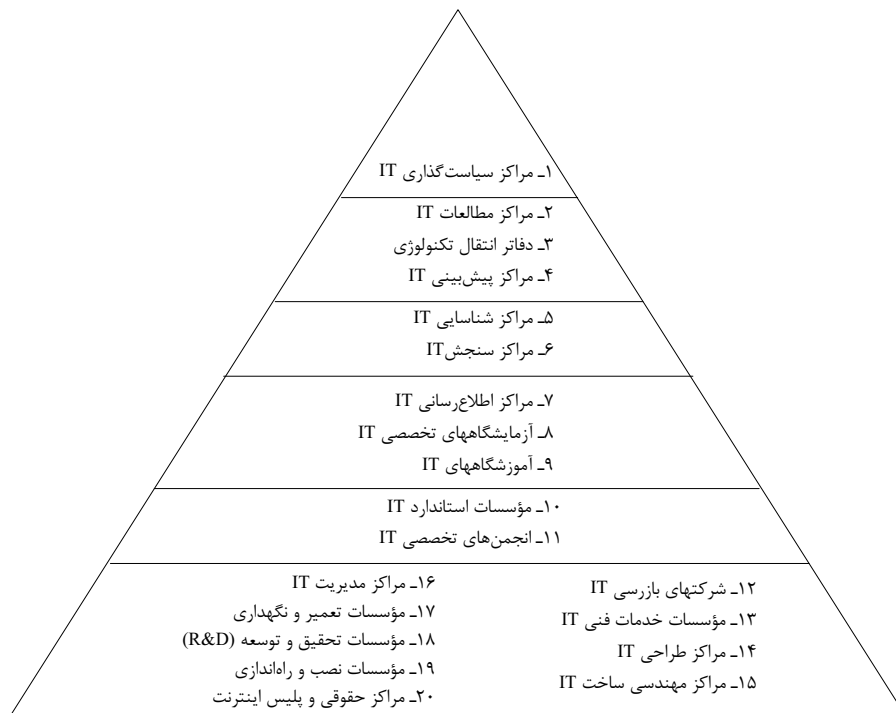 ۱ـ مراکز سیاست‌گذاری IT
۲ـ مراکز مطالعات IT
۳ـ دفاتر انتقال تکنولوژی
۴ـ مراکز پیش‌بینی IT
۵ـ مراکز شناسایی IT
۶ـ مراکز سنجشIT
۷ـ مراکز اطلاع‌رسانی IT
۸ـ آزمایشگاههای تخصصی IT
۹ـ آموزشگاههای IT
۱۰ـ مؤسسات استاندارد IT
۱۱ـ انجمن‌های تخصصی IT
۱۲ـ شرکتهای بازرسی IT
۱۳ـ مؤسسات خدمات فنی IT
۱۴ـ مراکز طراحی IT
۱۵ـ مراکز مهندسی ساخت IT
۱۶ـ مراکز مدیریت IT
۱۷ـ مؤسسات تعمیر و نگهداری
۱۸ـ مؤسسات تحقیق و توسعه (R&D)
۱۹ـ مؤسسات نصب و راه‌اندازی
۲۰ـ مراکز حقوقی و پلیس اینترنت